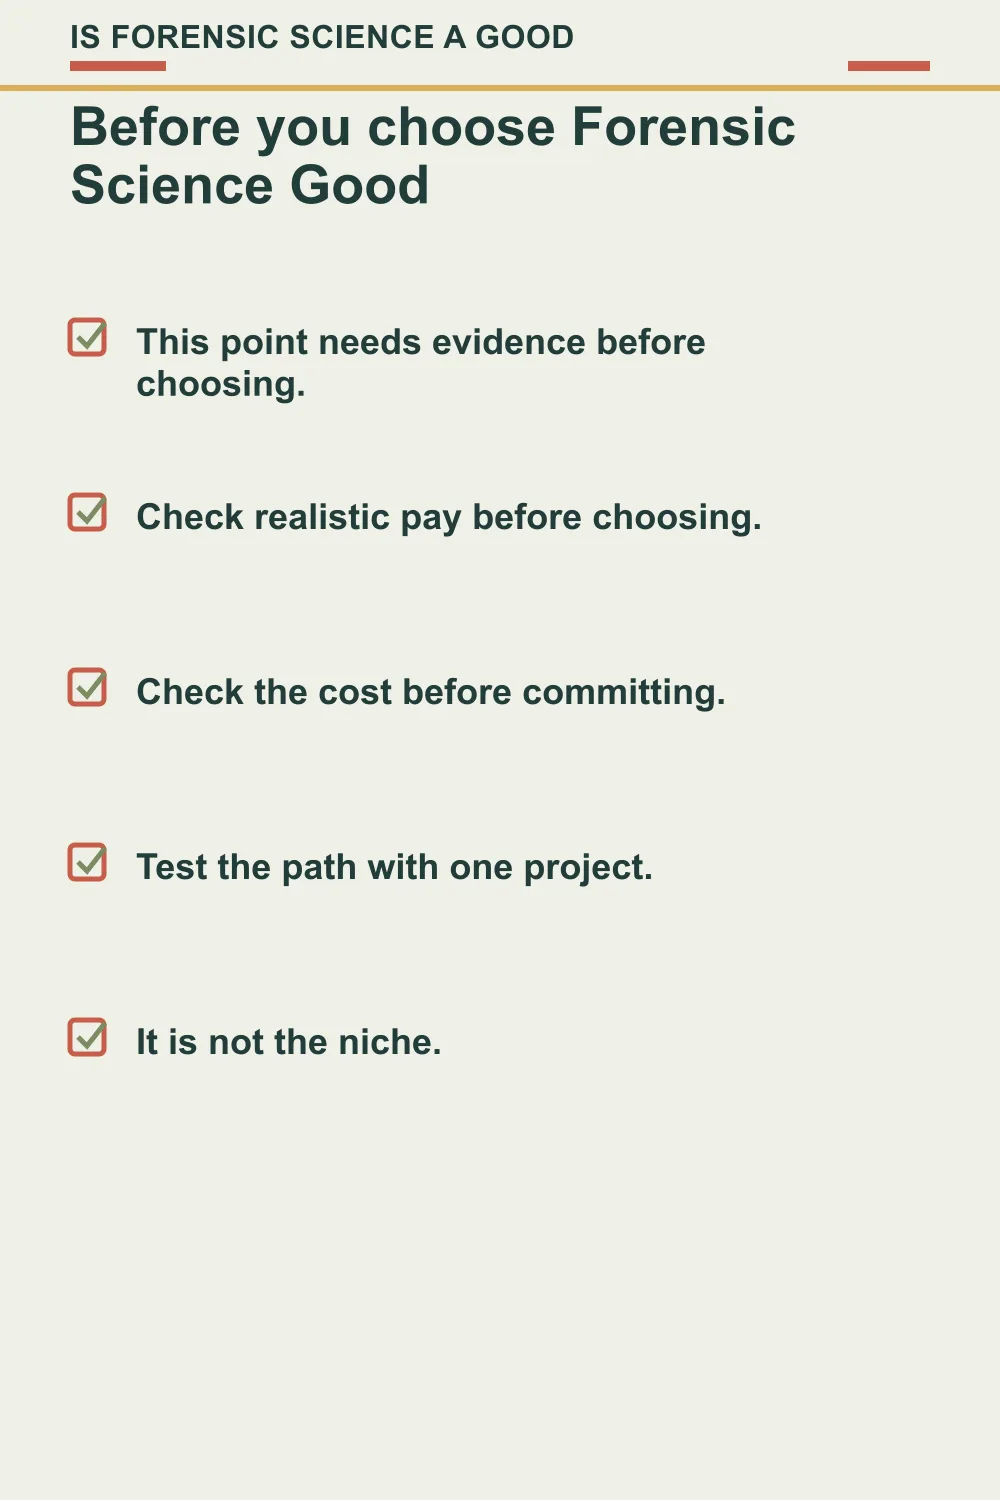 IS FORENSIC SCIENCE A GOOD
Before you choose Forensic
Science Good
This point needs evidence before
choosing.
Check realistic pay before choosing.
Check the cost before committing.
Test the path with one project.
It is not the niche.